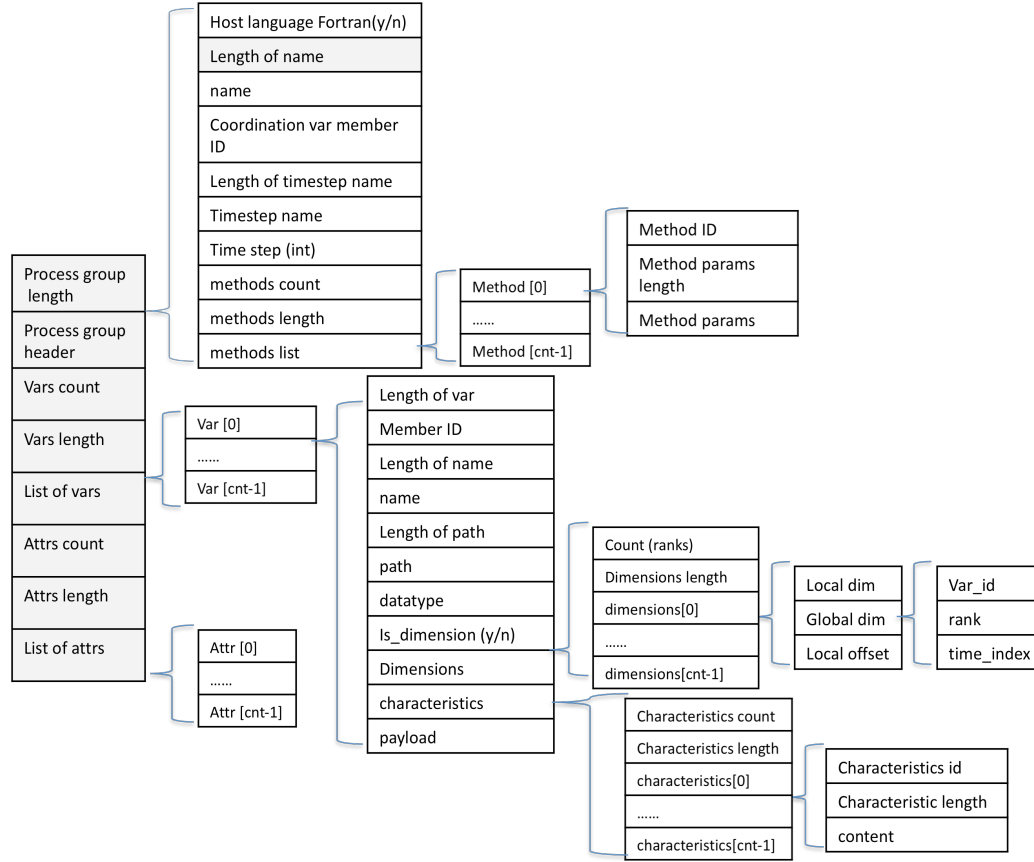 Host language Fortran(y/n)
Length of name
name
Coordination var member
ID
Length of timestep name
Timestep name
Time step (int)
methods count
methods length
methods list
Method [0]
......
Method [cnt-1]
Method ID
Method params
length
Method params
Process group
length
Process group
header
Vars count
Vars length
List of vars
Attrs count
Attrs length
List of attrs
Var [0]
......
Var [cnt-1]
Attr [0]
......
Attr [cnt-1]
Length of var
Member ID
Length of name
name
Length of path
path
datatype
Is_dimension (y/n)
Dimensions
characteristics
payload
Count (ranks)
Dimensions length
dimensions[0]
......
dimensions[cnt-1]
Local dim
Global dim
Local offset
Var_id
rank
time_index
Characteristics count
Characteristics length
characteristics[0]
......
characteristics[cnt-1]
Characteristics id
Characteristic length
content